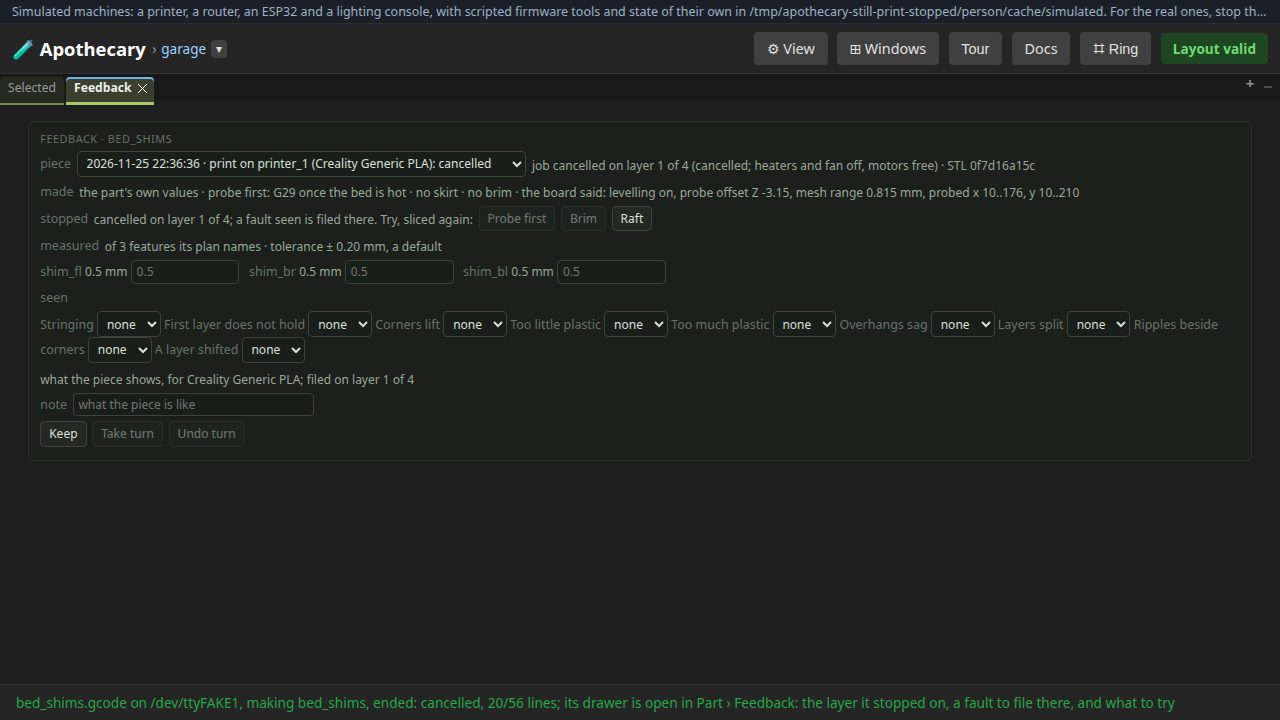 Simulated machines: a printer, a router, an ESP32 and a lighting console, with scripted firmware tools and state of their own in /tmp/apothecary-still-print-stopped/person/cache/simulated. For the real ones, stop th…
Apothecary › garage ▾ ⚙ View ⊞ Windows Tour Docs ⌗ Ring Layout valid
Selected Feedback
FEEDBACK · BED_SHIMS
piece 2026-11-25 22:36:36 · print on printer_1 (Creality Generic PLA): cancelled job cancelled on layer 1 of 4 (cancelled; heaters and fan off, motors free) · STL 0f7d16a15c
made the part's own values · probe first: G29 once the bed is hot · no skirt · no brim · the board said: levelling on, probe offset Z -3.15, mesh range 0.815 mm, probed x 10..176, y 10..210
stopped cancelled on layer 1 of 4; a fault seen is filed there. Try, sliced again: Probe first Brim Raft
measured of 3 features its plan names · tolerance ± 0.20 mm, a default
shim_fl 0.5 mm 0.5 shim_br 0.5 mm 0.5 shim_bl 0.5 mm 0.5
seen
Stringing none First layer does not hold none Corners lift none Too little plastic none Too much plastic none Overhangs sag none Layers split none Ripples beside
corners none A layer shifted none
what the piece shows, for Creality Generic PLA; filed on layer 1 of 4
note what the piece is like
Keep Take turn Undo turn
bed_shims.gcode on /dev/ttyFAKE1, making bed_shims, ended: cancelled, 20/56 lines; its drawer is open in Part › Feedback: the layer it stopped on, a fault to file there, and what to try